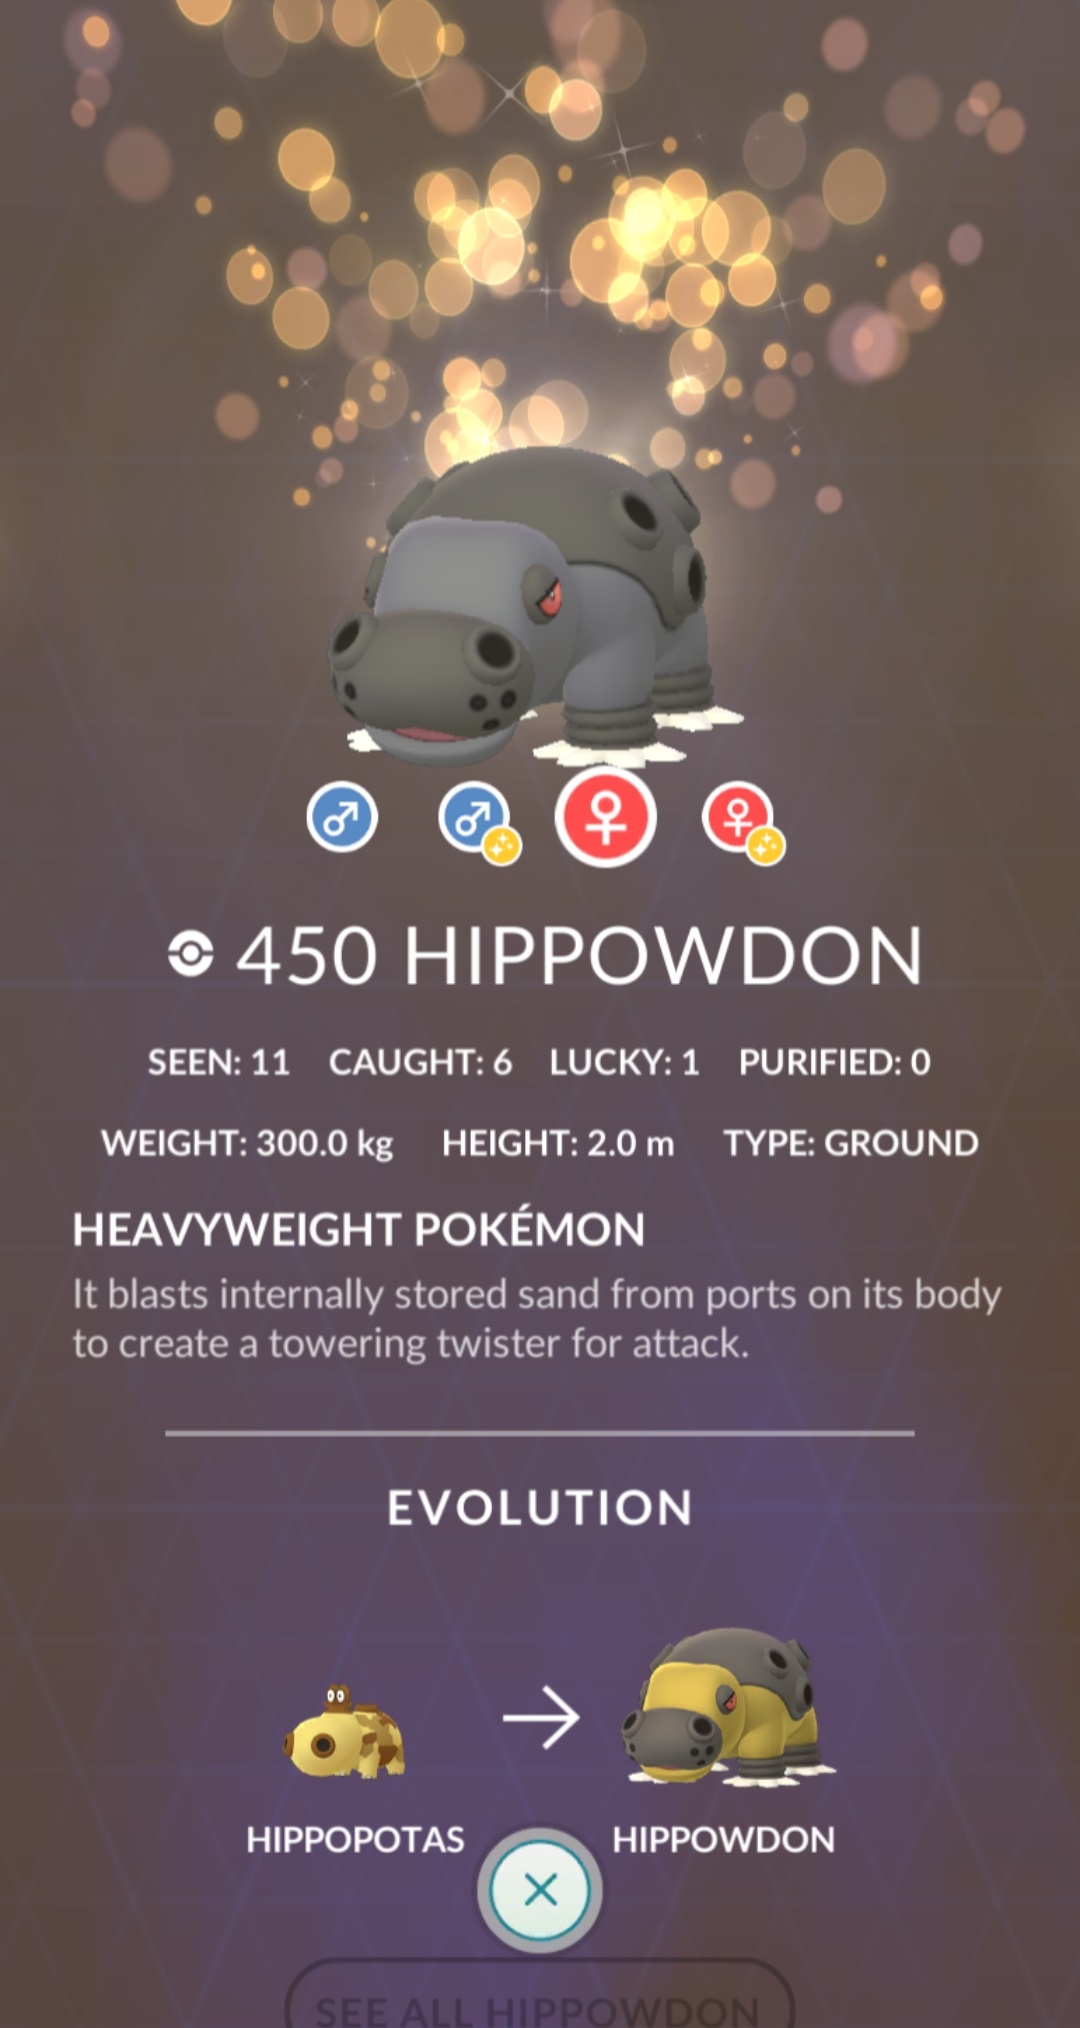 450 HIPPOWDON
SEEN: 11 CAUGHT: 6 LUCKY: 1 PURIFIED: 0
WEIGHT: 300.0 kg HEIGHT: 2.0 m TYPE: GROUND
HEAVYWEIGHT POKÉMON
It blasts internally stored sand from ports on its body
to create a towering twister for attack.
EVOLUTION
HIPPOPOTAS HIPPOWDON
SEE ALL HIPPOWDON